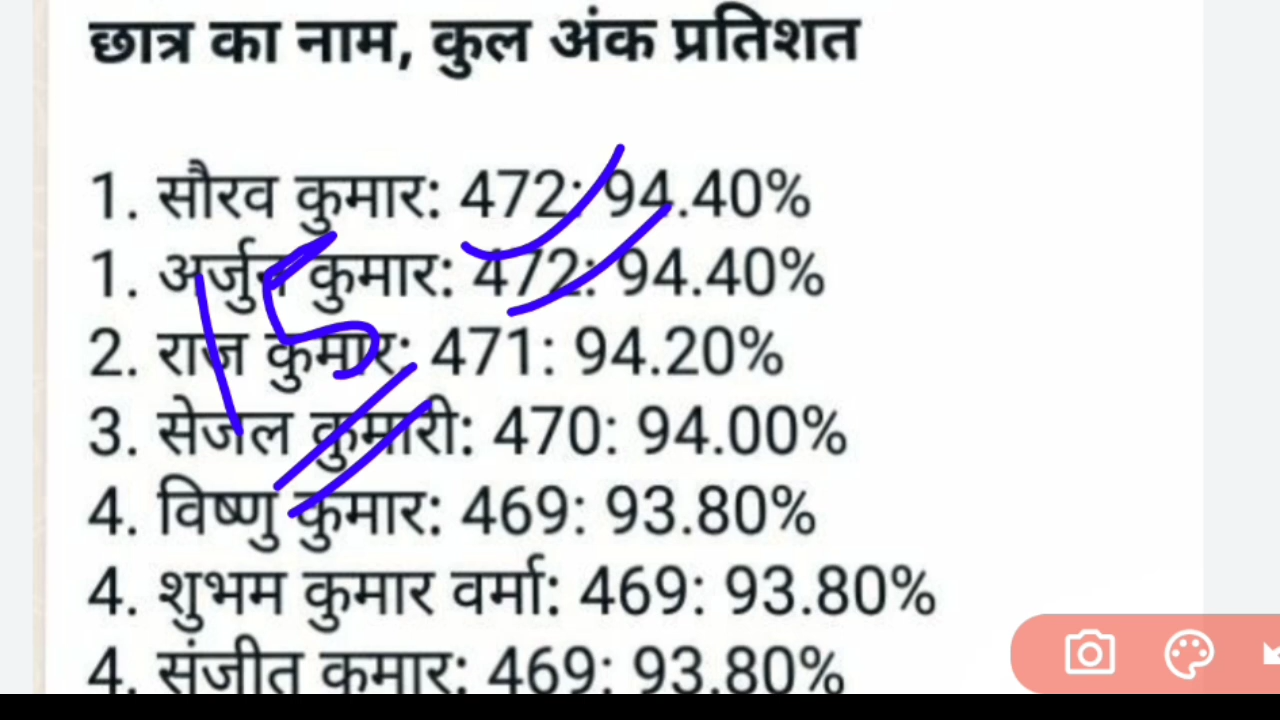 छात्र का नाम, कुल अंक प्रतिशत
1. सौरव कुमार: 472: 94.40%
1. अर्जुन कुमार: 472: 94.40%
15
2. राज कुमार: 471: 94.20%
3. सेजल कुमारी: 470: 94.00%
4. विष्णु कुमार: 469: 93.80%
4. शुभम कुमार वर्मा: 469: 93.80%
4. संजीत कुमार: 469: 93.80%